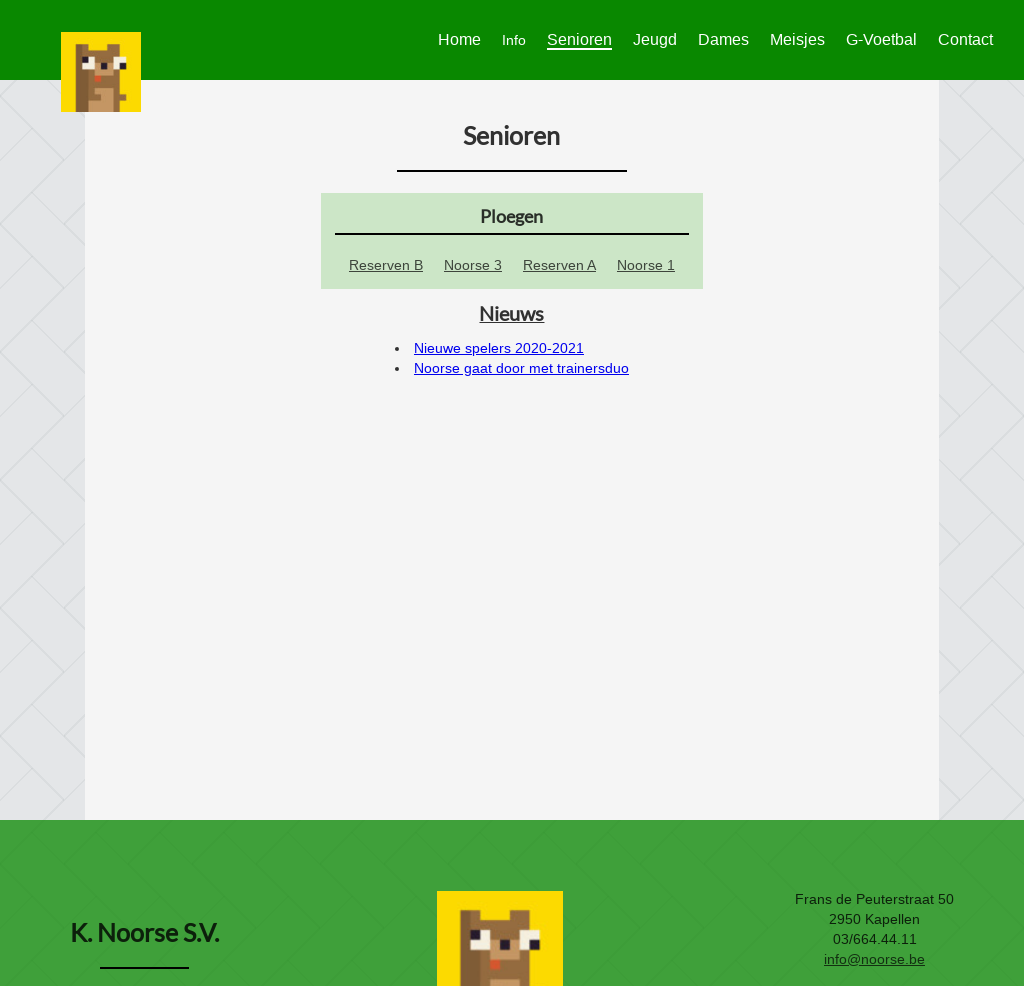 Home Info Senioren Jeugd Dames Meisjes G-Voetbal Contact
Senioren
Ploegen
Reserven B Noorse 3 Reserven A Noorse 1
Nieuws
Nieuwe spelers 2020-2021
Noorse gaat door met trainersduo
K. Noorse S.V.
Frans de Peuterstraat 50
2950 Kapellen
03/664.44.11
info@noorse.be